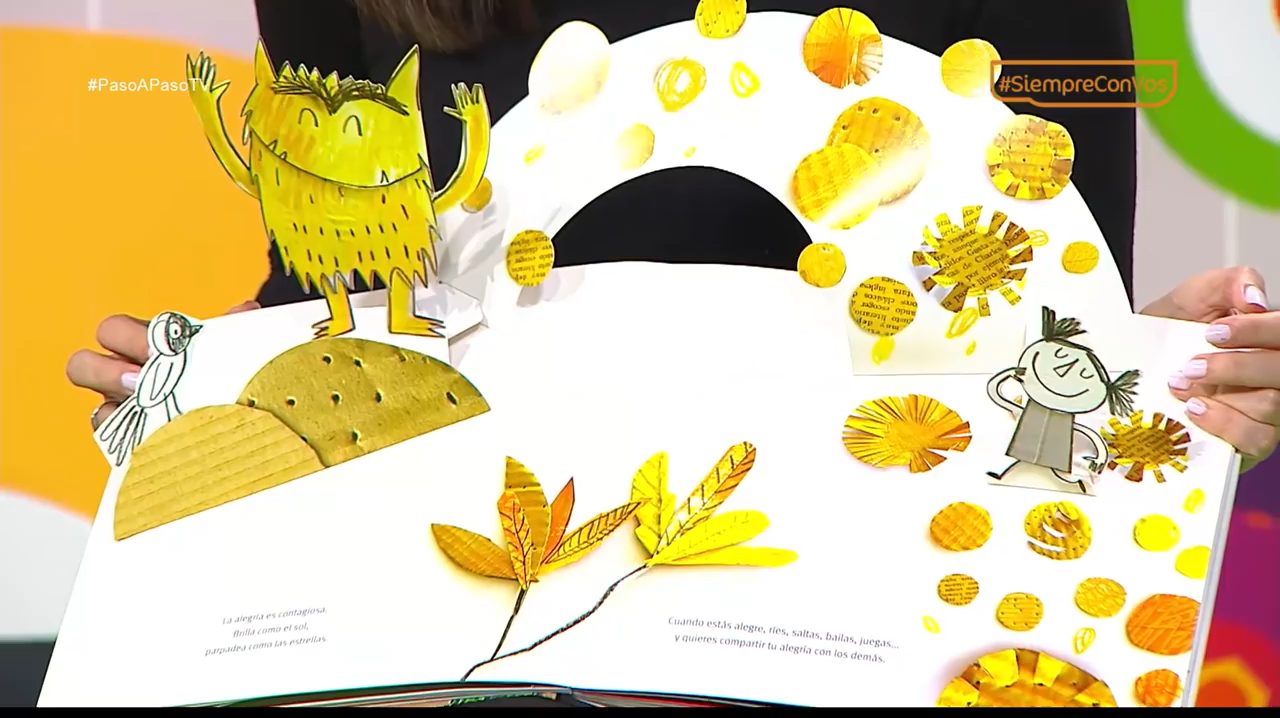 #PasoAPasoTV
#SiempreConVos
La alegría es contagiosa.
Brilla como el sol,
parpadea como las estrellas.
Cuando estás alegre, ríes, saltas, bailas, juegas...
y quieres compartir tu alegría con los demás.